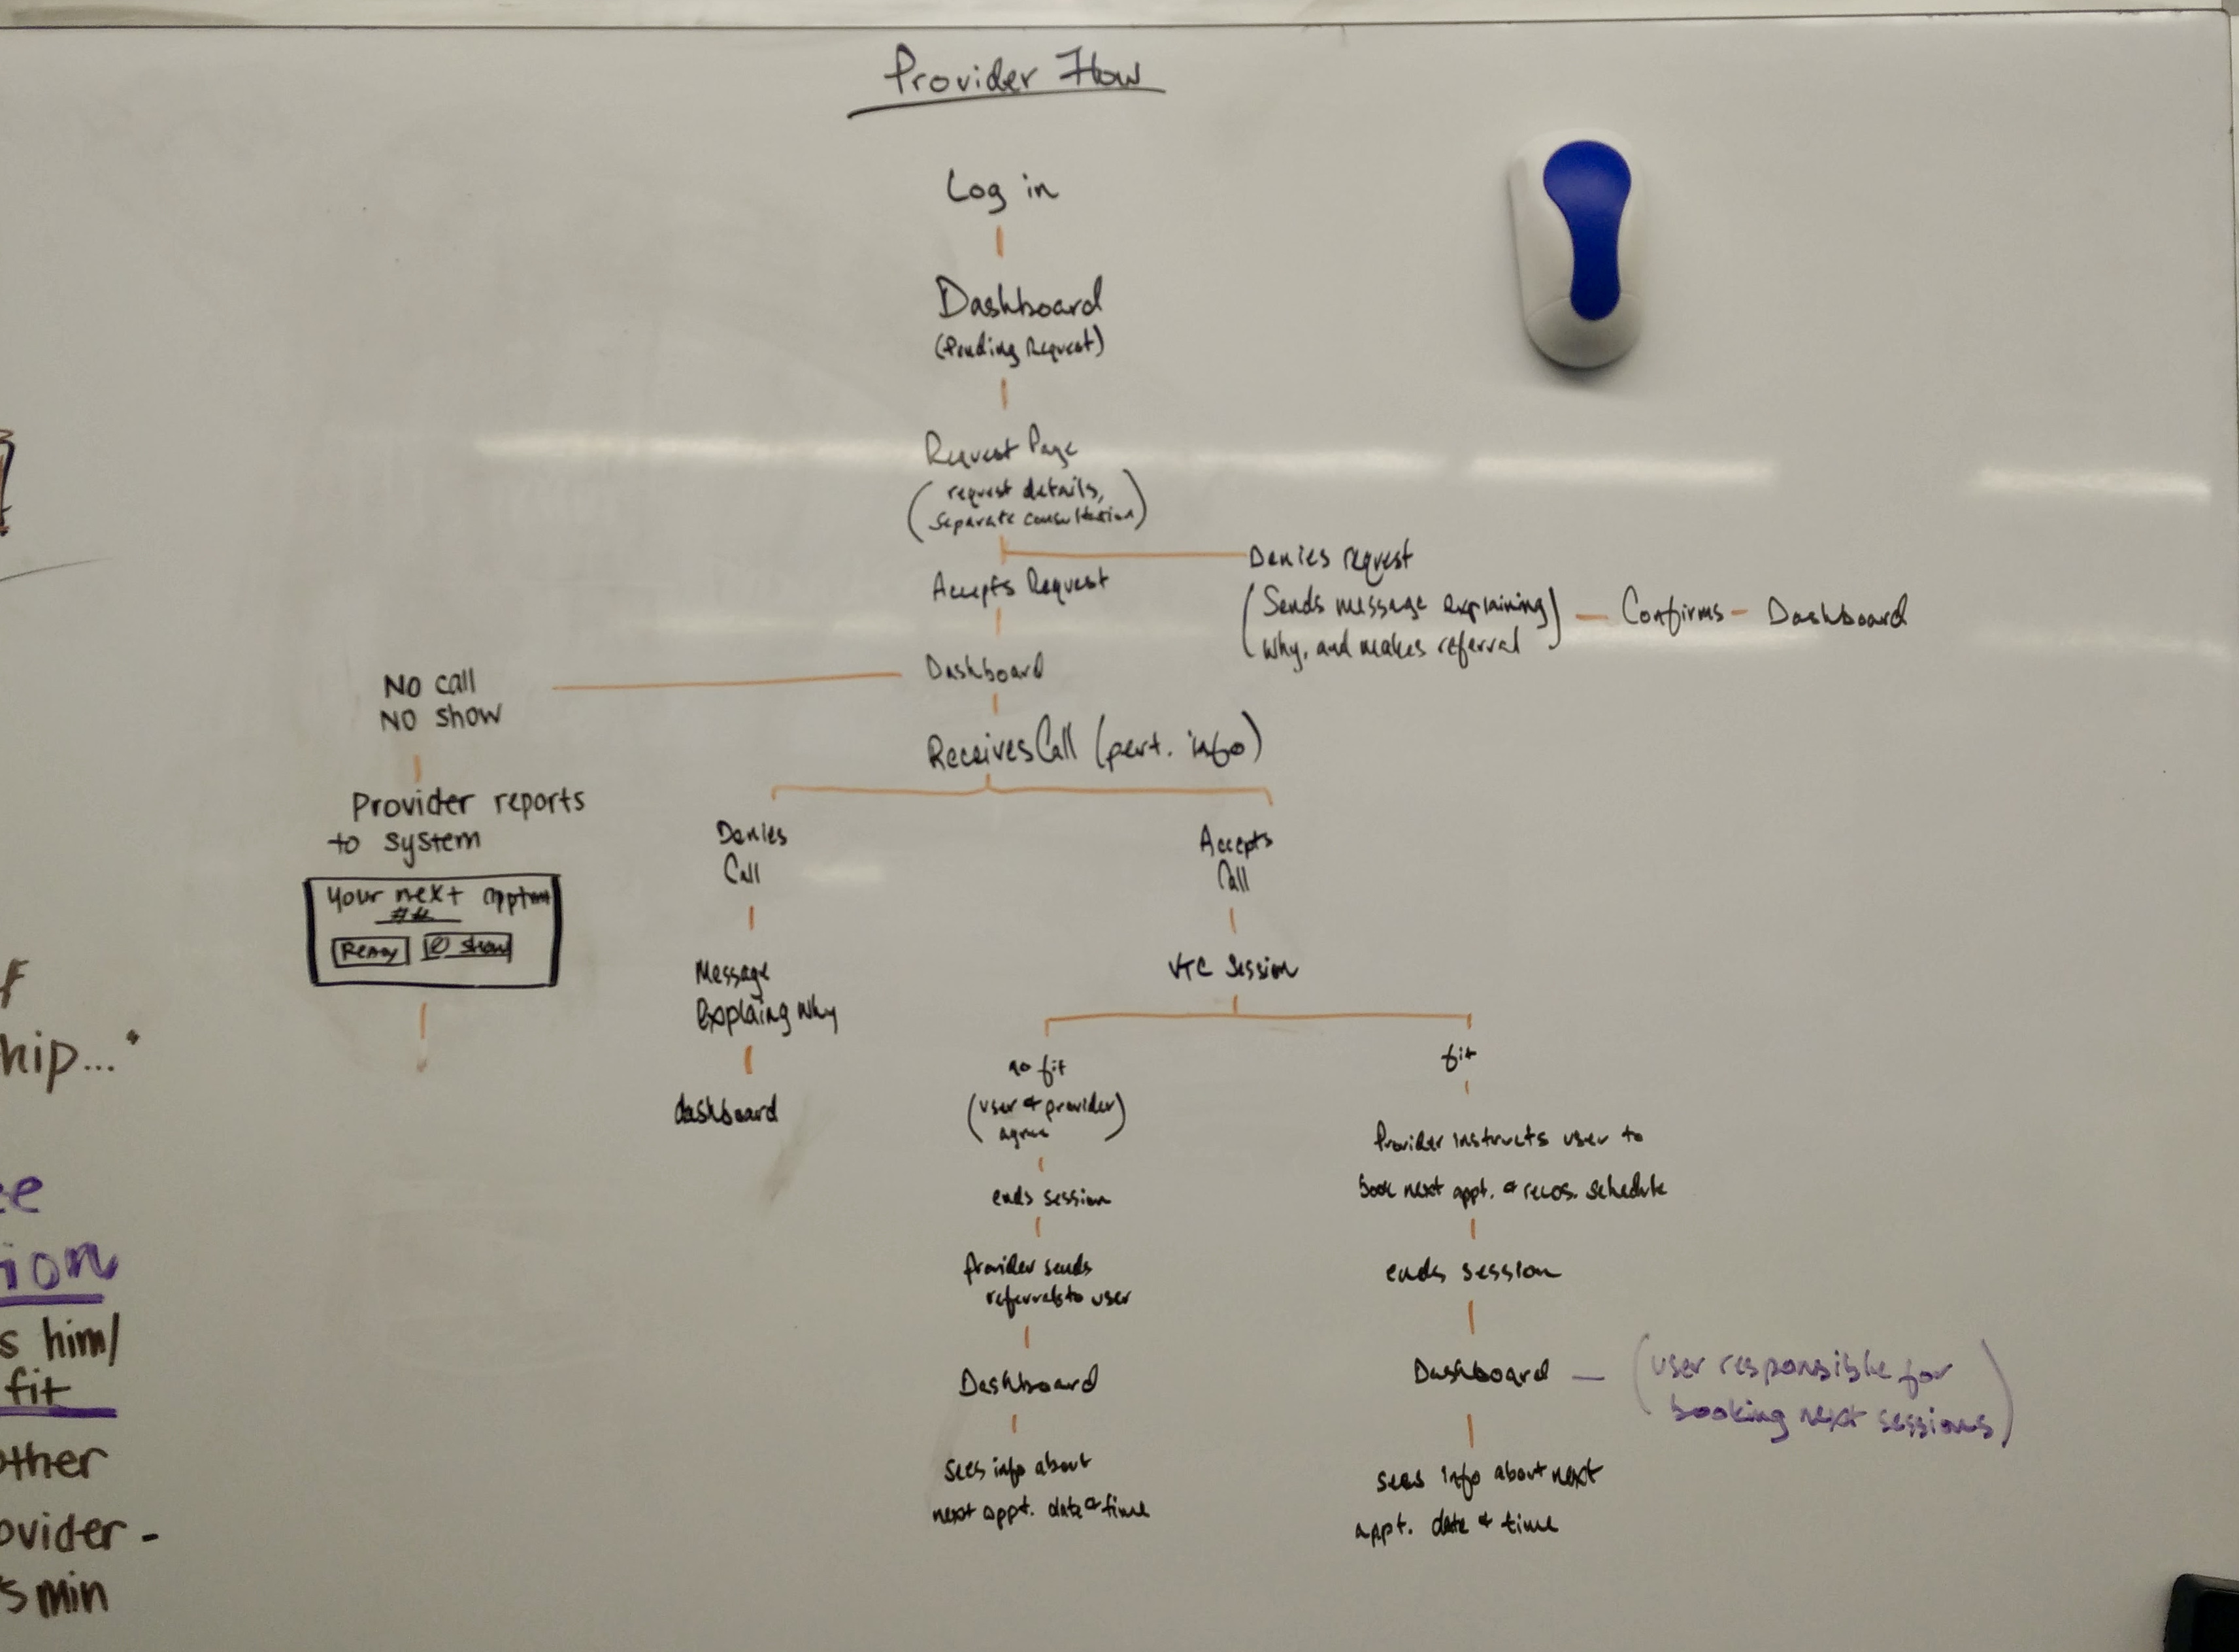 Provider Flow
Log in
Dashboard
(Pending Request)
Request Page
(request details,
separate consultation)
Denies request
(Sends message explaining
why, and makes referral) — Confirms — Dashboard
Accepts Request
Dashboard
No call
No show
Provider reports
to system
Your next
##
show
Receives Call (pert. info)
Denies
Call
Message
Explaing why
dashboard
Accepts
Call
VTC Session
no fit
(user & provider
agree)
ends session
Provider sends
referrals to user
Dashboard
sees info about
next appt. date & time
fit
Provider instructs user to
book next appt. & schedule
ends session
Dashboard — (user responsible for
booking next sessions)
sees info about next
appt. date & time
hip...
ee
ion
s him/
fit
other
ovider -
5 min